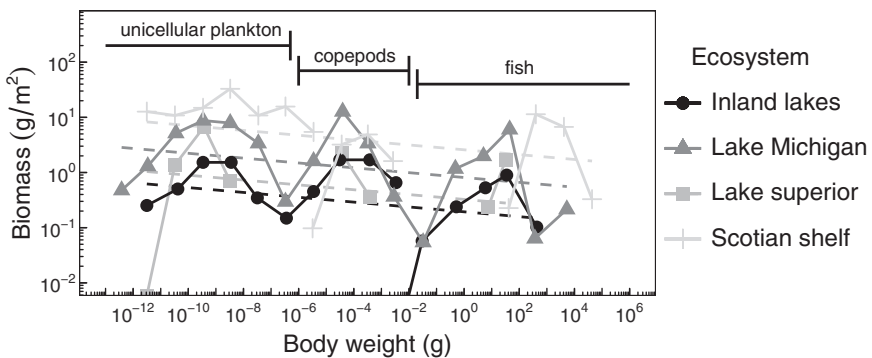 unicellular plankton
copepods
fish
Biomass (g/m²)
10²
10¹
10⁰
10⁻¹
10⁻²
10⁻¹² 10⁻¹⁰ 10⁻⁸ 10⁻⁶ 10⁻⁴ 10⁻² 10⁰ 10² 10⁴ 10⁶
Body weight (g)
Ecosystem
Inland lakes
Lake Michigan
Lake superior
Scotian shelf